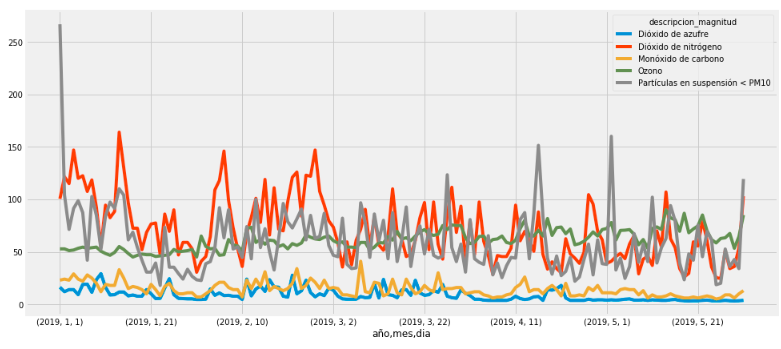 descripcion_magnitud
Dióxido de azufre
Dióxido de nitrógeno
Monóxido de carbono
Ozono
Partículas en suspensión < PM10
250
200
150
100
50
0
(2019, 1, 1)
(2019, 1, 21)
(2019, 2, 10)
(2019, 3, 2)
(2019, 3, 22)
(2019, 4, 11)
(2019, 5, 1)
(2019, 5, 21)
año,mes,dia